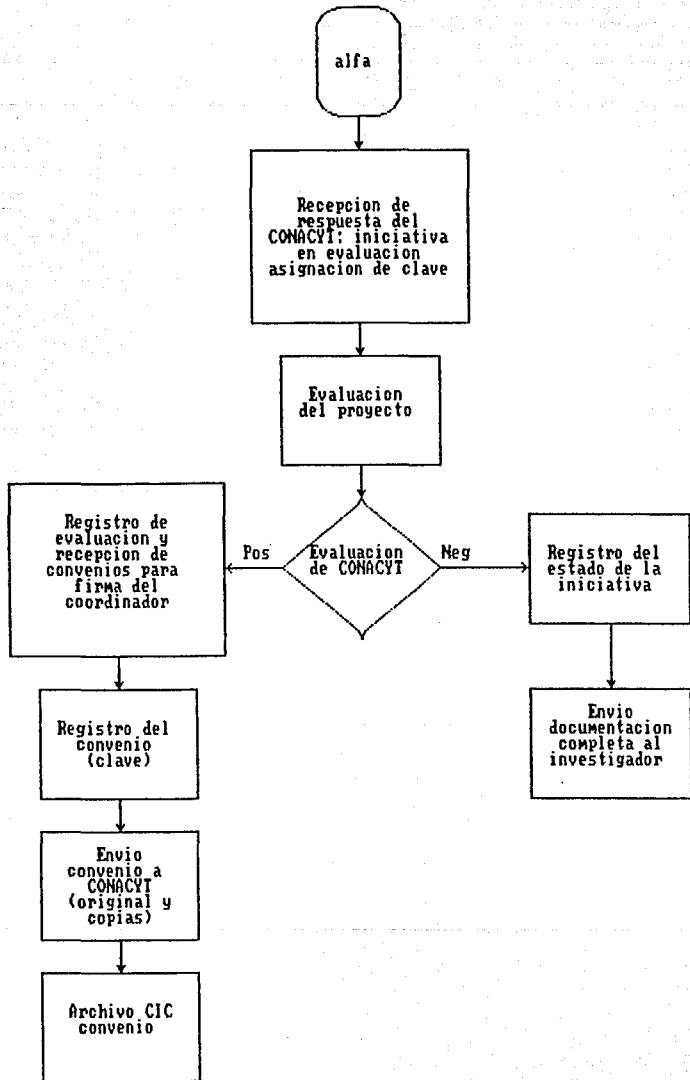 alfa
Recepcion de
respuesta del
CONACYT: iniciativa
en evaluacion
asignacion de clave
Evaluacion
del proyecto
Registro de
evaluacion y
recepcion de
convenios para
firma del
coordinador
Pos
Evaluacion
de CONACYT
Neg
Registro del
estado de la
iniciativa
Registro del
convenio
(clave)
Envio
documentacion
completa al
investigador
Envio
convenio a
CONACYT
(original y
copias)
Archivo CIC
convenio